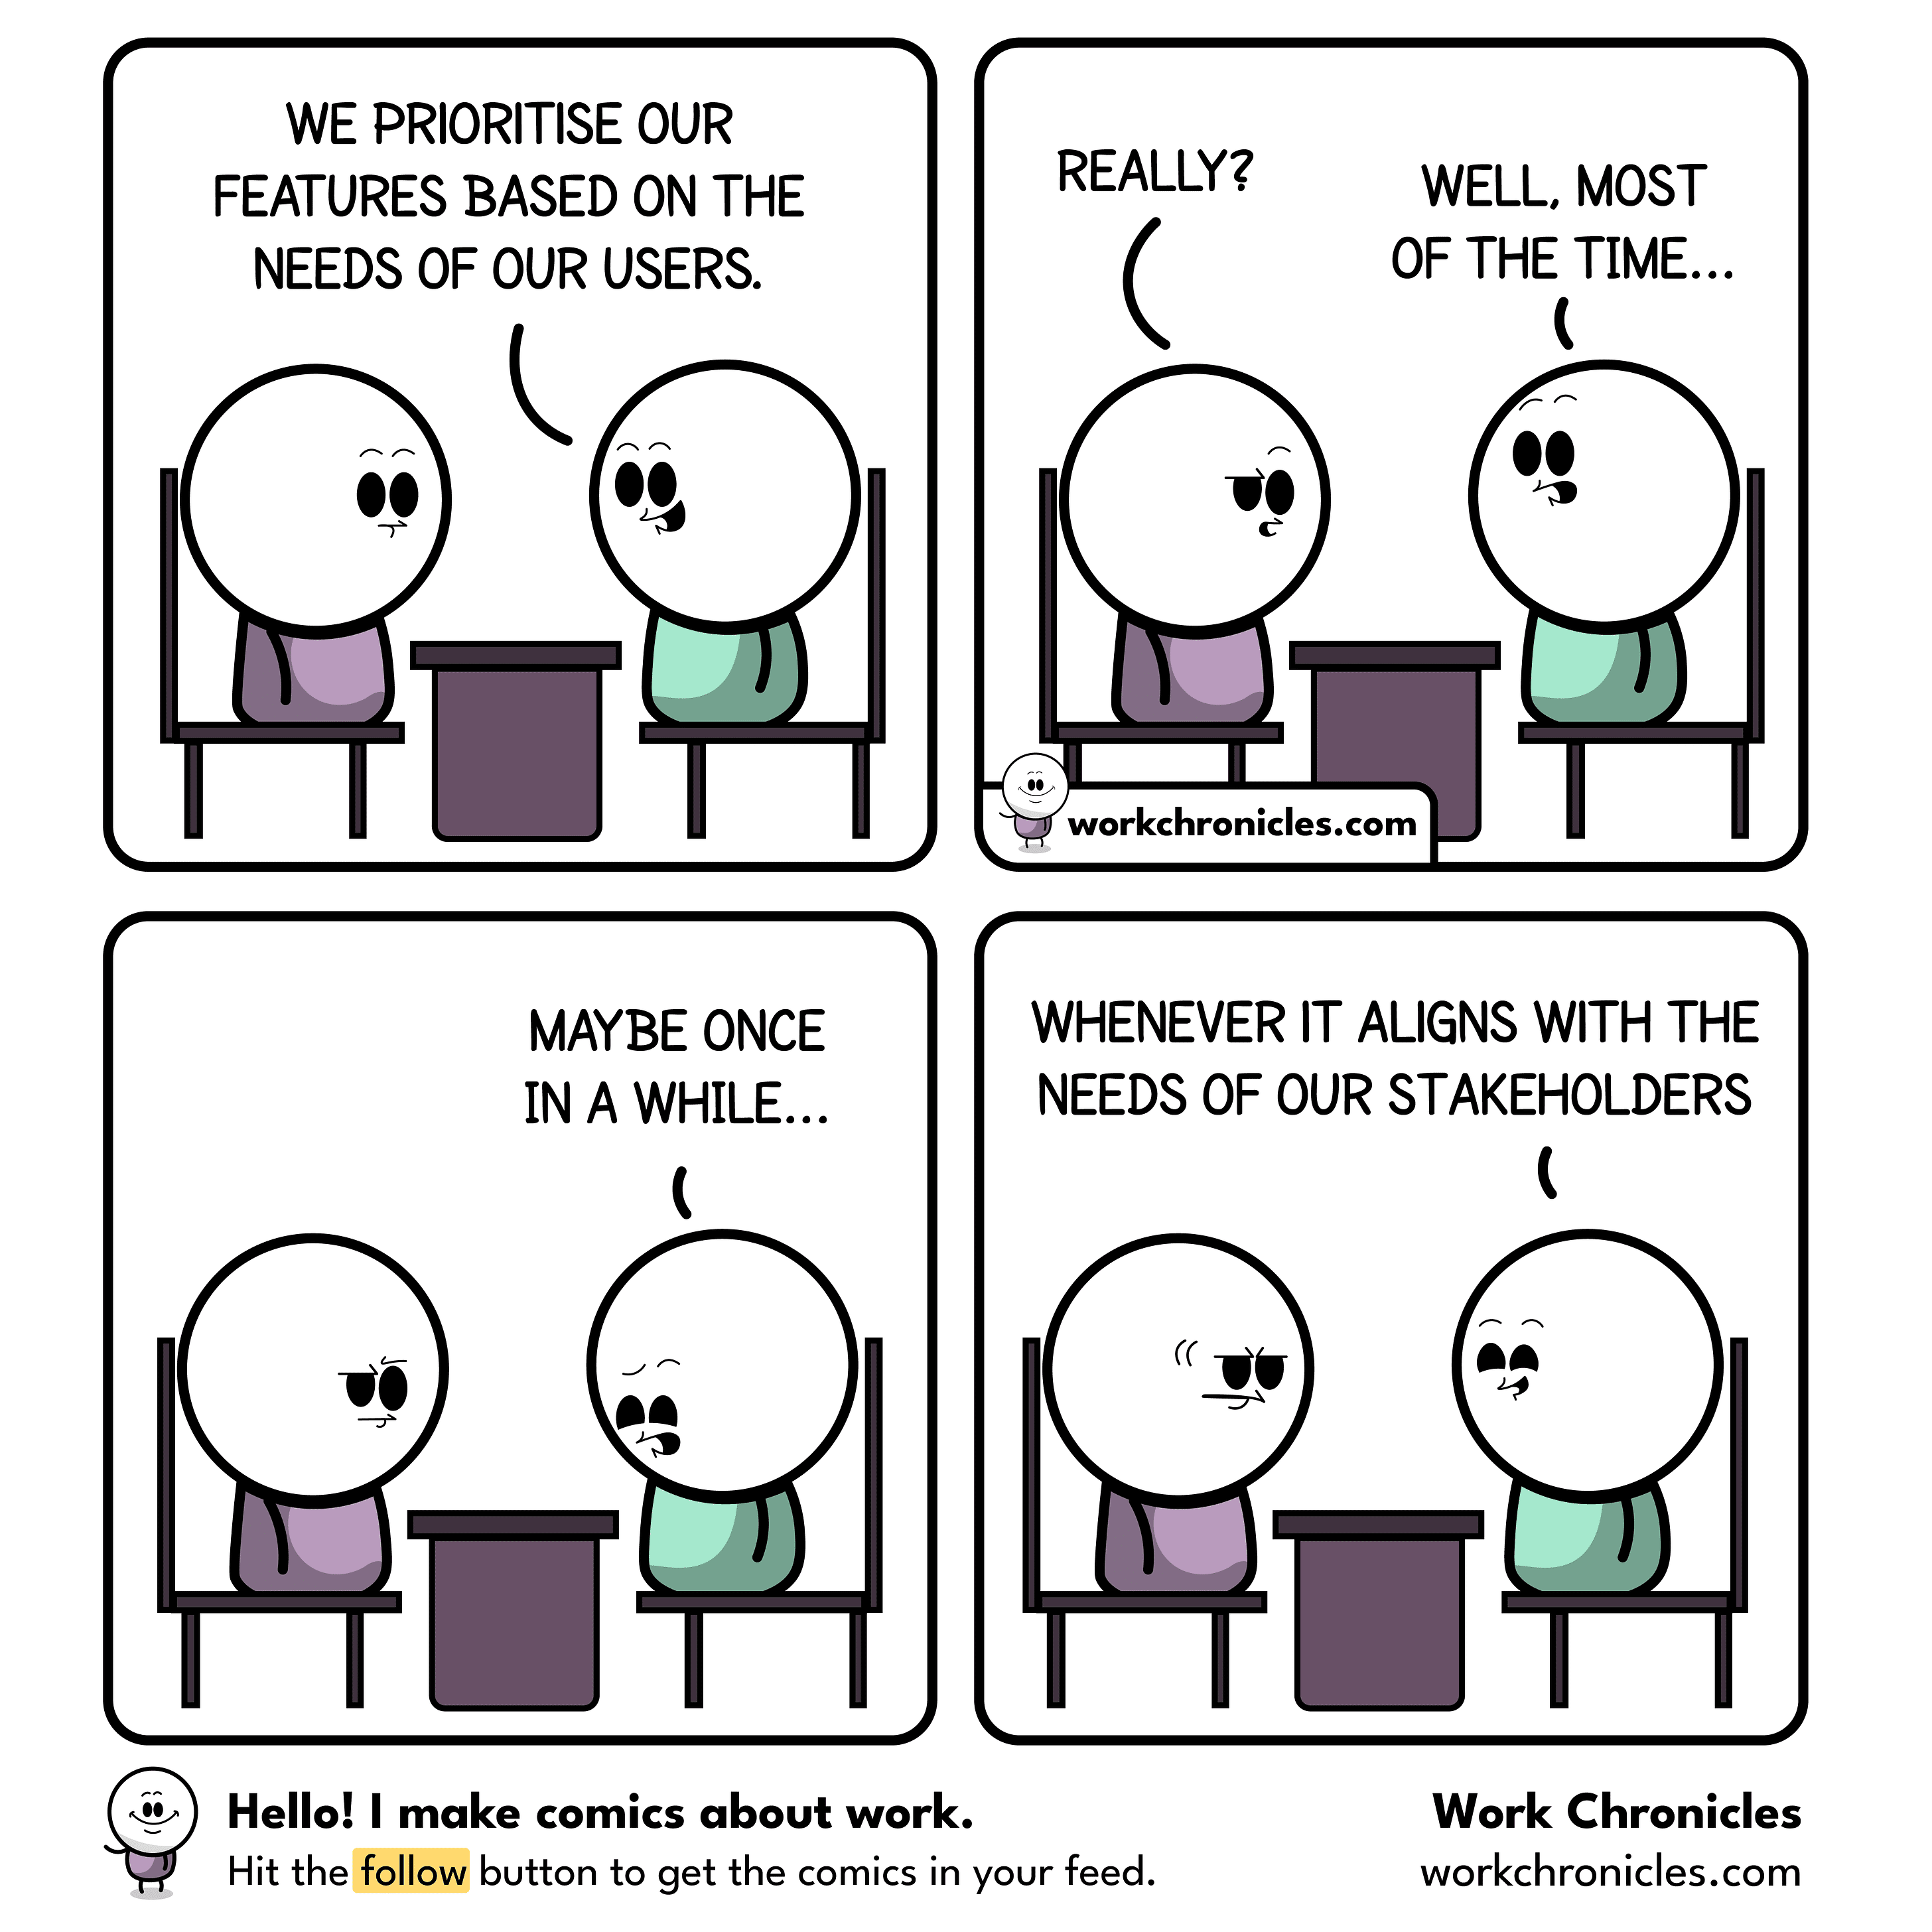 WE PRIORITISE OUR
FEATURES BASED ON THE
NEEDS OF OUR USERS.
REALLY?
WELL, MOST
OF THE TIME...
workchronicles.com
MAYBE ONCE
IN A WHILE...
WHENEVER IT ALIGNS WITH THE
NEEDS OF OUR STAKEHOLDERS
Hello! I make comics about work.
Hit the follow button to get the comics in your feed.
Work Chronicles
workchronicles.com